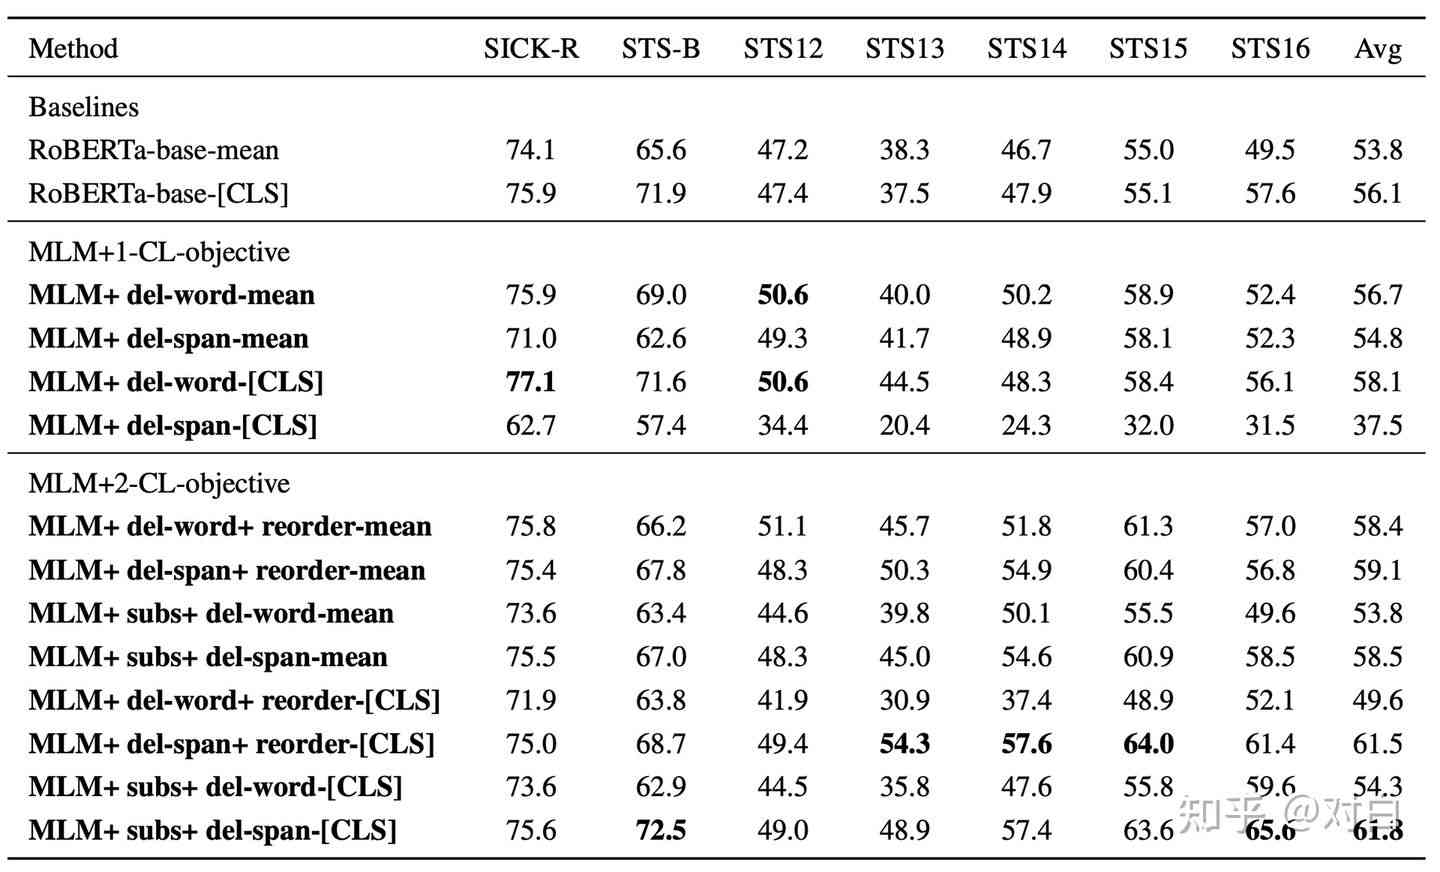 Method SICK-R STS-B STS12 STS13 STS14 STS15 STS16 Avg
Baselines
RoBERTa-base-mean 74.1 65.6 47.2 38.3 46.7 55.0 49.5 53.8
RoBERTa-base-[CLS] 75.9 71.9 47.4 37.5 47.9 55.1 57.6 56.1
MLM+1-CL-objective
MLM+ del-word-mean 75.9 69.0 50.6 40.0 50.2 58.9 52.4 56.7
MLM+ del-span-mean 71.0 62.6 49.3 41.7 48.9 58.1 52.3 54.8
MLM+ del-word-[CLS] 77.1 71.6 50.6 44.5 48.3 58.4 56.1 58.1
MLM+ del-span-[CLS] 62.7 57.4 34.4 20.4 24.3 32.0 31.5 37.5
MLM+2-CL-objective
MLM+ del-word+ reorder-mean 75.8 66.2 51.1 45.7 51.8 61.3 57.0 58.4
MLM+ del-span+ reorder-mean 75.4 67.8 48.3 50.3 54.9 60.4 56.8 59.1
MLM+ subs+ del-word-mean 73.6 63.4 44.6 39.8 50.1 55.5 49.6 53.8
MLM+ subs+ del-span-mean 75.5 67.0 48.3 45.0 54.6 60.9 58.5 58.5
MLM+ del-word+ reorder-[CLS] 71.9 63.8 41.9 30.9 37.4 48.9 52.1 49.6
MLM+ del-span+ reorder-[CLS] 75.0 68.7 49.4 54.3 57.6 64.0 61.4 61.5
MLM+ subs+ del-word-[CLS] 73.6 62.9 44.5 35.8 47.6 55.8 59.6 54.3
MLM+ subs+ del-span-[CLS] 75.6 72.5 49.0 48.9 57.4 63.6 65.6 61.8
知乎 @对白